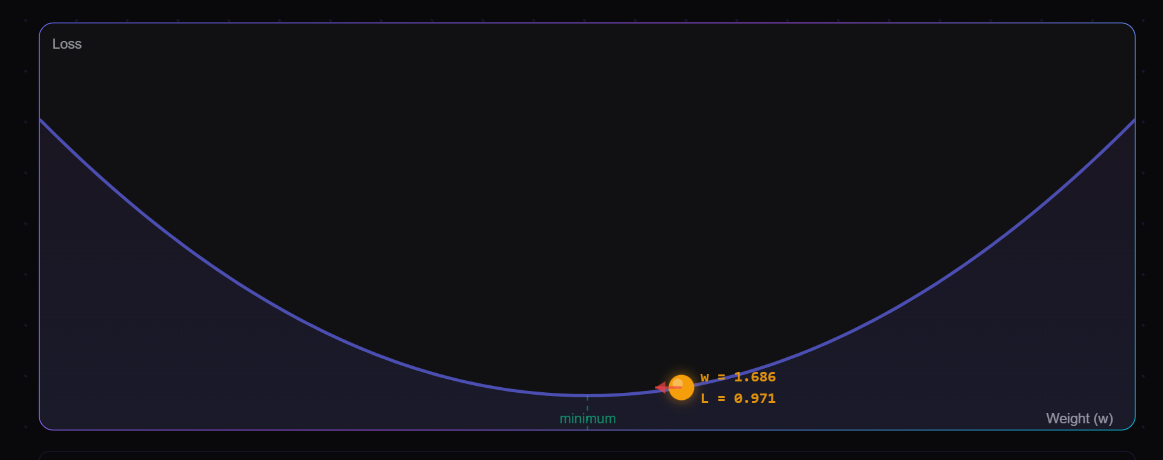 Loss
w = 1.686
L = 0.971
minimum
Weight (w)